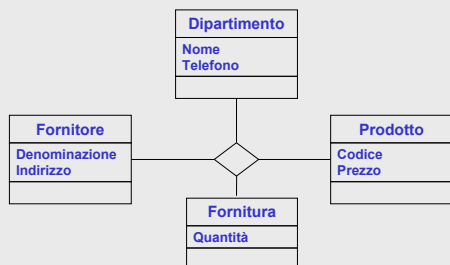 Dipartimento
Nome
Telefono
Fornitore
Denominazione
Indirizzo
Prodotto
Codice
Prezzo
Fornitura
Quantità